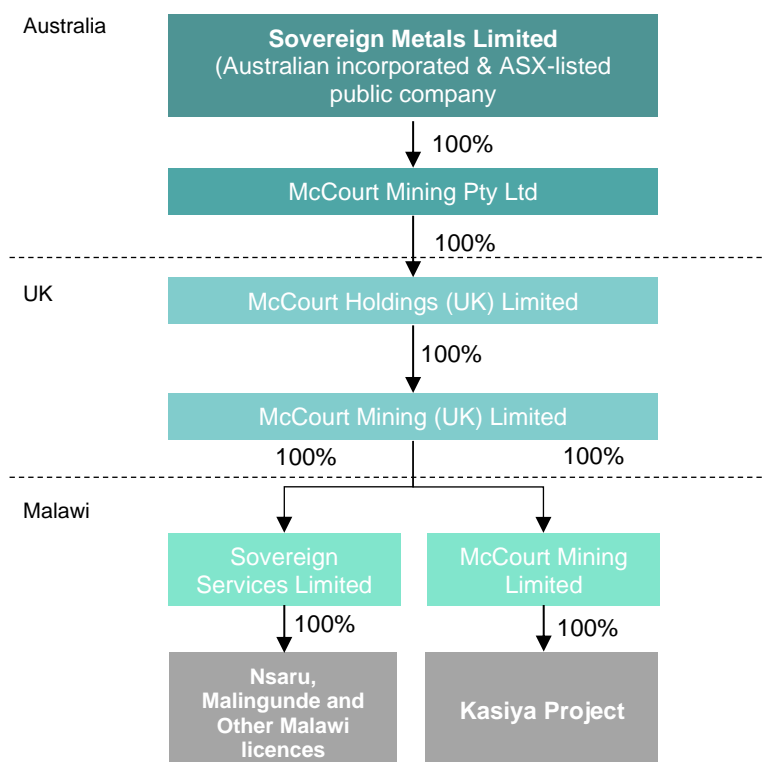 Australia
Sovereign Metals Limited
(Australian incorporated & ASX-listed
public company
100%
McCourt Mining Pty Ltd
100%
UK
McCourt Holdings (UK) Limited
100%
McCourt Mining (UK) Limited
100%
100%
Malawi
Sovereign
Services Limited
McCourt Mining
Limited
100%
100%
Nsaru,
Malingunde and
Other Malawi
licences
Kasiya Project